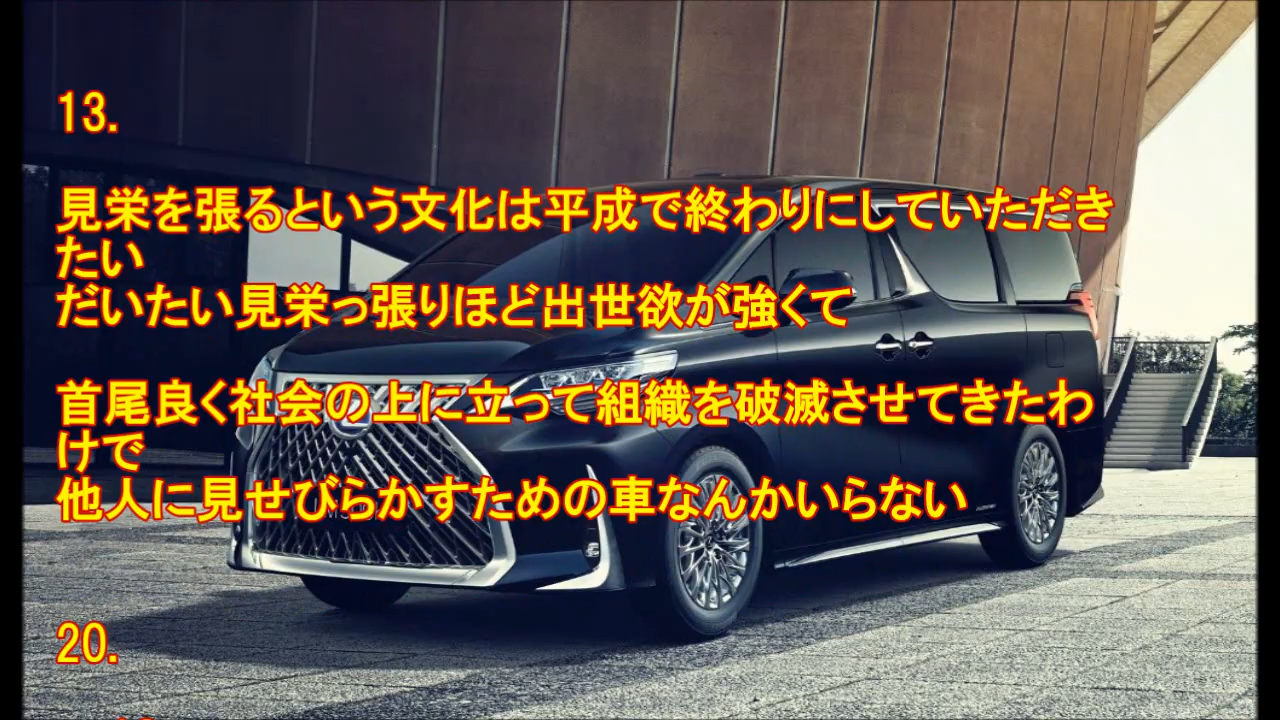 13.
見栄を張るという文化は平成で終わりにしていただき
たい
だいたい見栄っ張りほど出世欲が強くて
首尾良く社会の上に立って組織を破滅させてきたわ
けで
他人に見せびらかすための車なんかいらない
20.